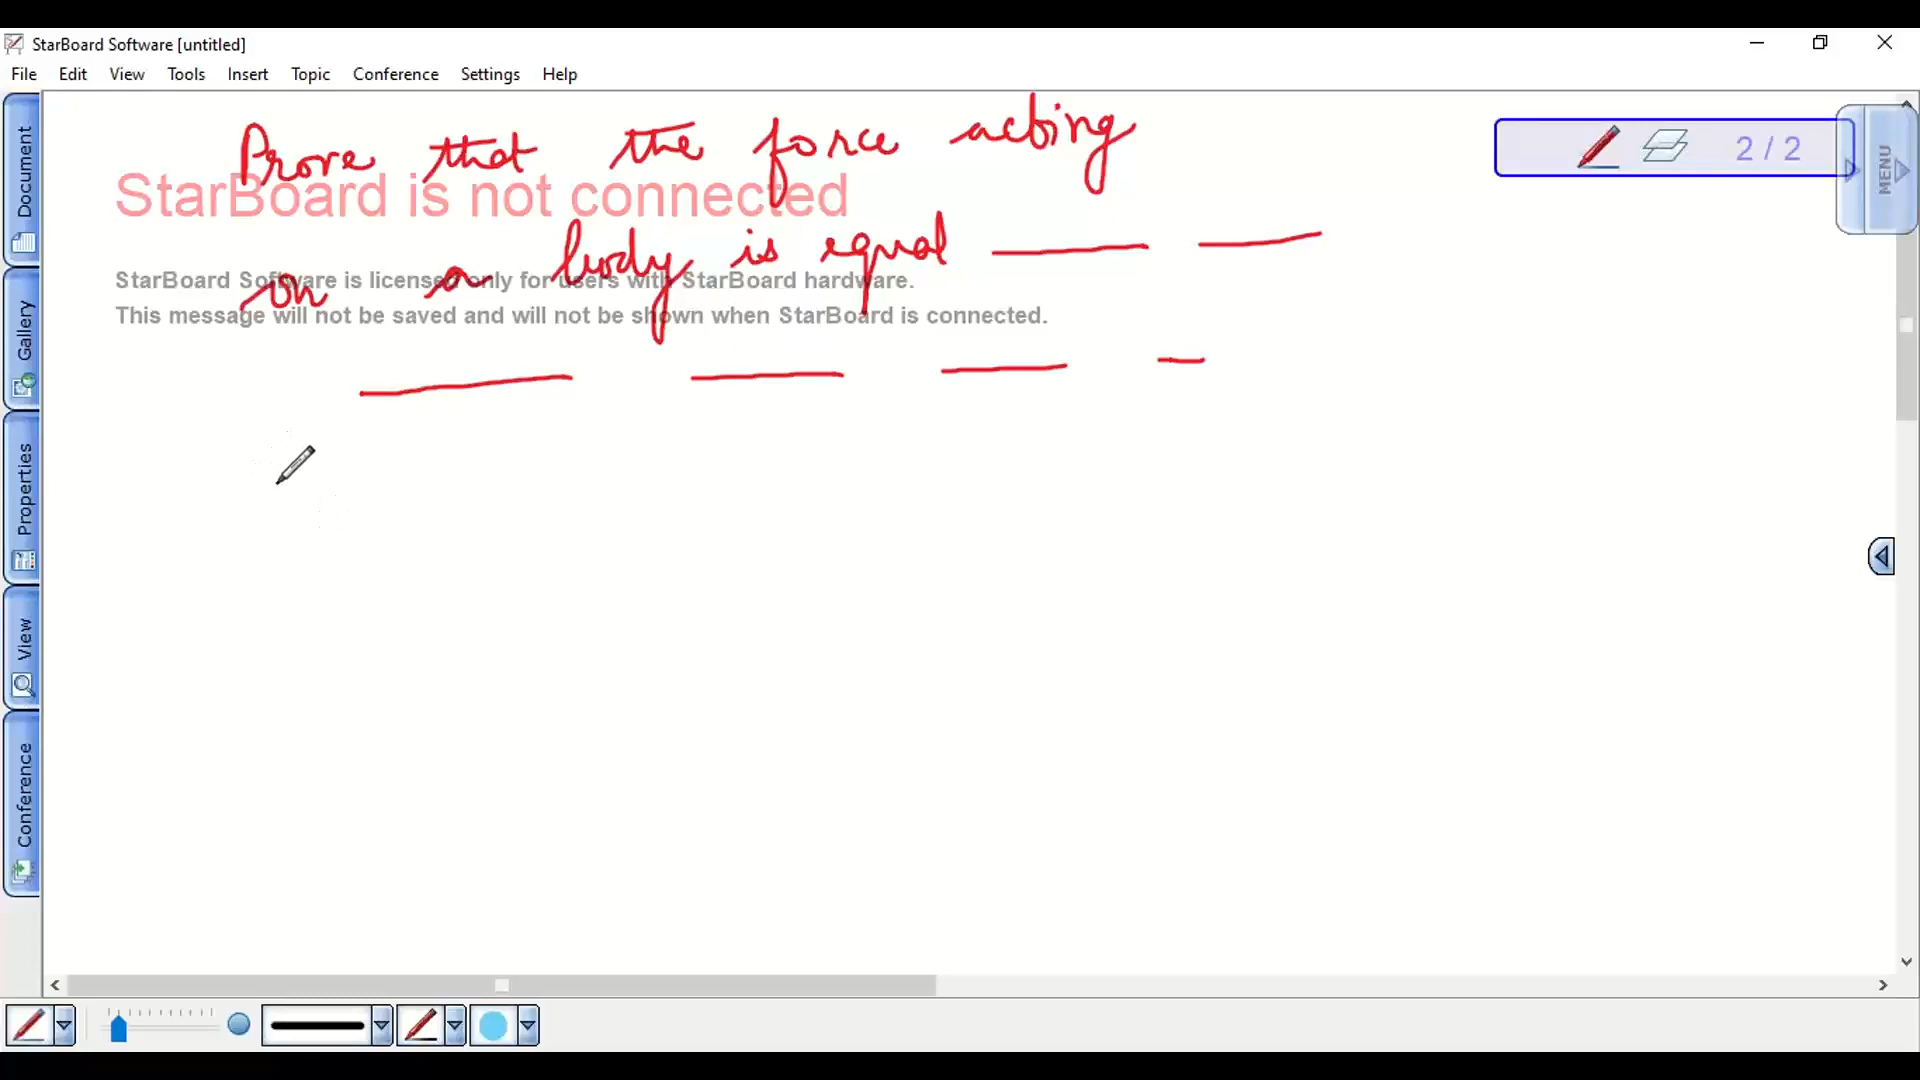 StarBoard Software [untitled]
File Edit View Tools Insert Topic Conference Settings Help
Prove that the force acting
StarBoard is not connected
on a body is equal
StarBoard Software is licensed only for users with StarBoard hardware.
This message will not be saved and will not be shown when StarBoard is connected.
2 / 2
MENU
Document
Gallery
Properties
View
Conference